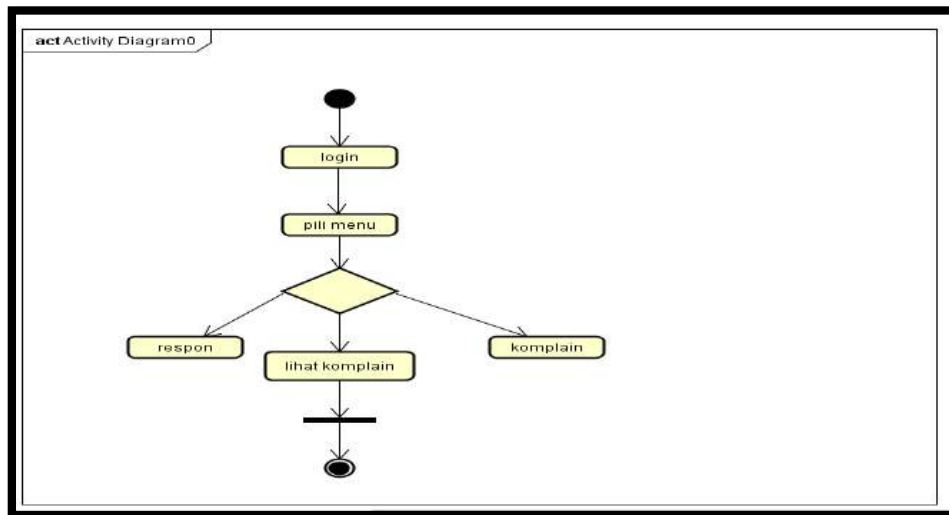 act Activity Diagram0
login
pili menu
respon
lihat komplain
komplain